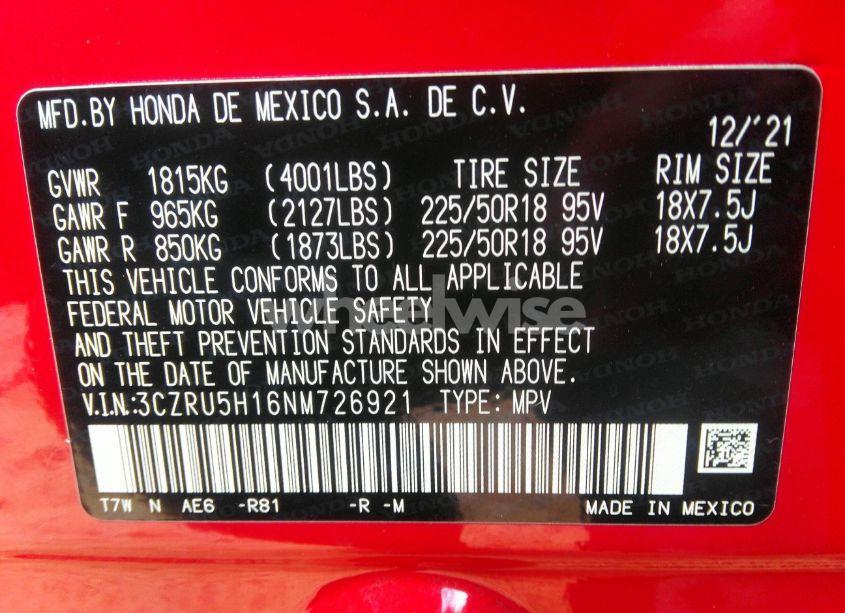 MFD.BY HONDA DE MEXICO S.A. DE C.V.
12/'21
GVWR 1815KG (4001LBS) TIRE SIZE RIM SIZE
GAWR F 965KG (2127LBS) 225/50R18 95V 18X7.5J
GAWR R 850KG (1873LBS) 225/50R18 95V 18X7.5J
THIS VEHICLE CONFORMS TO ALL APPLICABLE
FEDERAL MOTOR VEHICLE SAFETY
wheelwise
AND THEFT PREVENTION STANDARDS IN EFFECT
ON THE DATE OF MANUFACTURE SHOWN ABOVE.
V.I.N.:3CZRU5H16NM726921 TYPE: MPV
T7W N AE6 -R81 -R -M MADE IN MEXICO